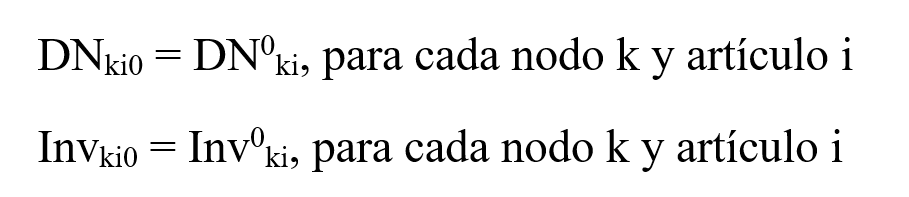 DNₖᵢ₀ = DN⁰ₖᵢ, para cada nodo k y artículo i
Invₖᵢ₀ = Inv⁰ₖᵢ, para cada nodo k y artículo i